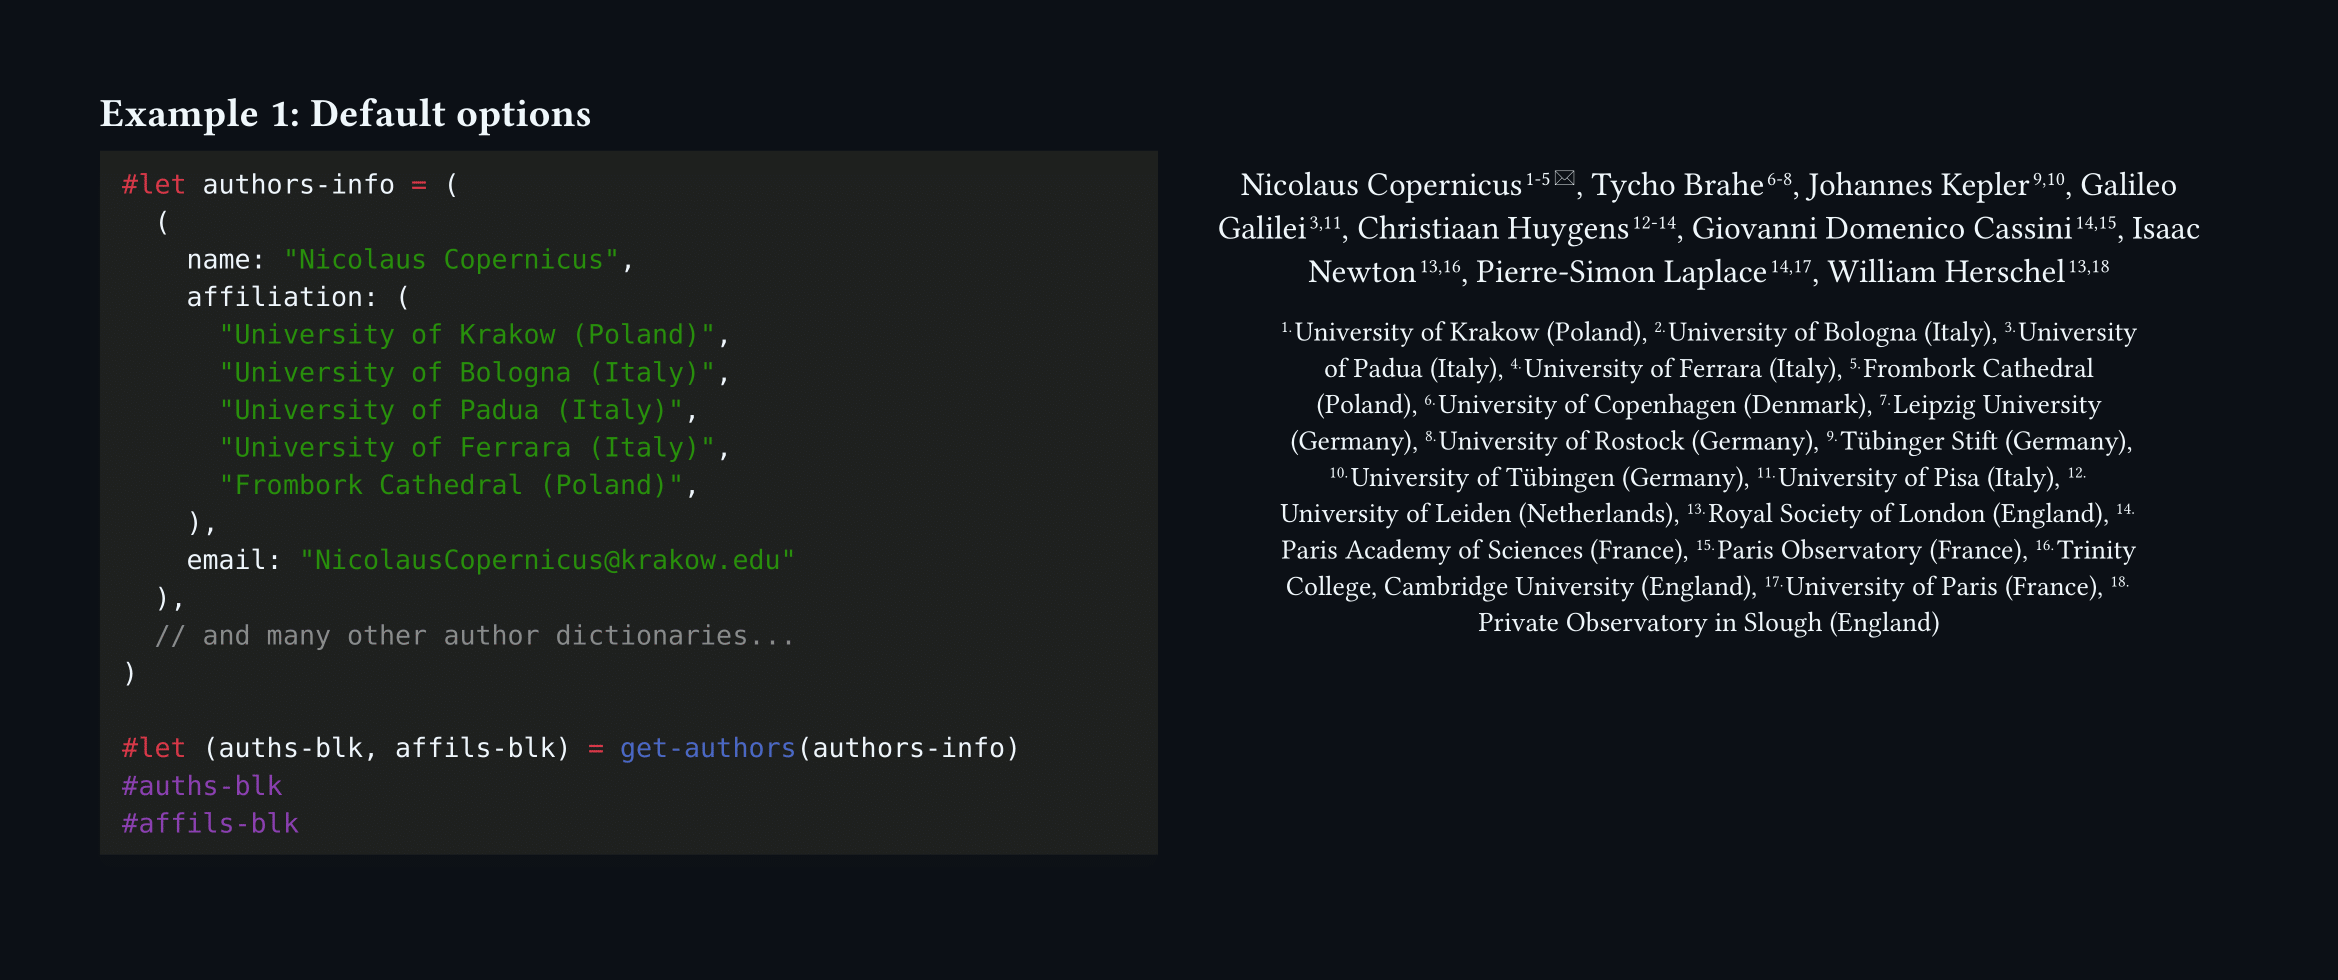 Example 1: Default options
#let authors-info = (
  (
    name: "Nicolaus Copernicus",
    affiliation: (
      "University of Krakow (Poland)",
      "University of Bologna (Italy)",
      "University of Padua (Italy)",
      "University of Ferrara (Italy)",
      "Frombork Cathedral (Poland)",
    ),
    email: "NicolausCopernicus@krakow.edu"
  ),
  // and many other author dictionaries...
)

#let (auths-blk, affils-blk) = get-authors(authors-info)
#auths-blk
#affils-blk
Nicolaus Copernicus 1-5 ✉, Tycho Brahe 6-8, Johannes Kepler 9,10, Galileo
Galilei 3,11, Christiaan Huygens 12-14, Giovanni Domenico Cassini 14,15, Isaac
Newton 13,16, Pierre-Simon Laplace 14,17, William Herschel 13,18
1. University of Krakow (Poland), 2. University of Bologna (Italy), 3. University
of Padua (Italy), 4. University of Ferrara (Italy), 5. Frombork Cathedral
(Poland), 6. University of Copenhagen (Denmark), 7. Leipzig University
(Germany), 8. University of Rostock (Germany), 9. Tübinger Stift (Germany),
10. University of Tübingen (Germany), 11. University of Pisa (Italy), 12.
University of Leiden (Netherlands), 13. Royal Society of London (England), 14.
Paris Academy of Sciences (France), 15. Paris Observatory (France), 16. Trinity
College, Cambridge University (England), 17. University of Paris (France), 18.
Private Observatory in Slough (England)